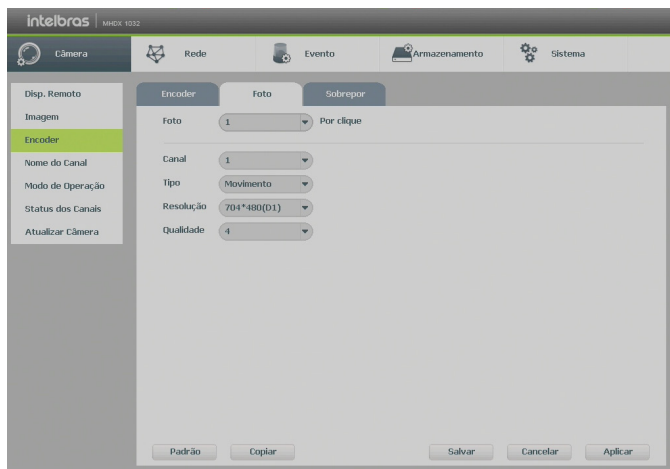 intelbras MHDX 1032
Câmera Rede Evento Armazenamento Sistema
Disp. Remoto
Imagem
Encoder
Nome do Canal
Modo de Operação
Status dos Canais
Atualizar Câmera
Encoder Foto Sobrepor
Foto 1 Por clique
Canal 1
Tipo Movimento
Resolução 704*480(D1)
Qualidade 4
Padrão Copiar Salvar Cancelar Aplicar